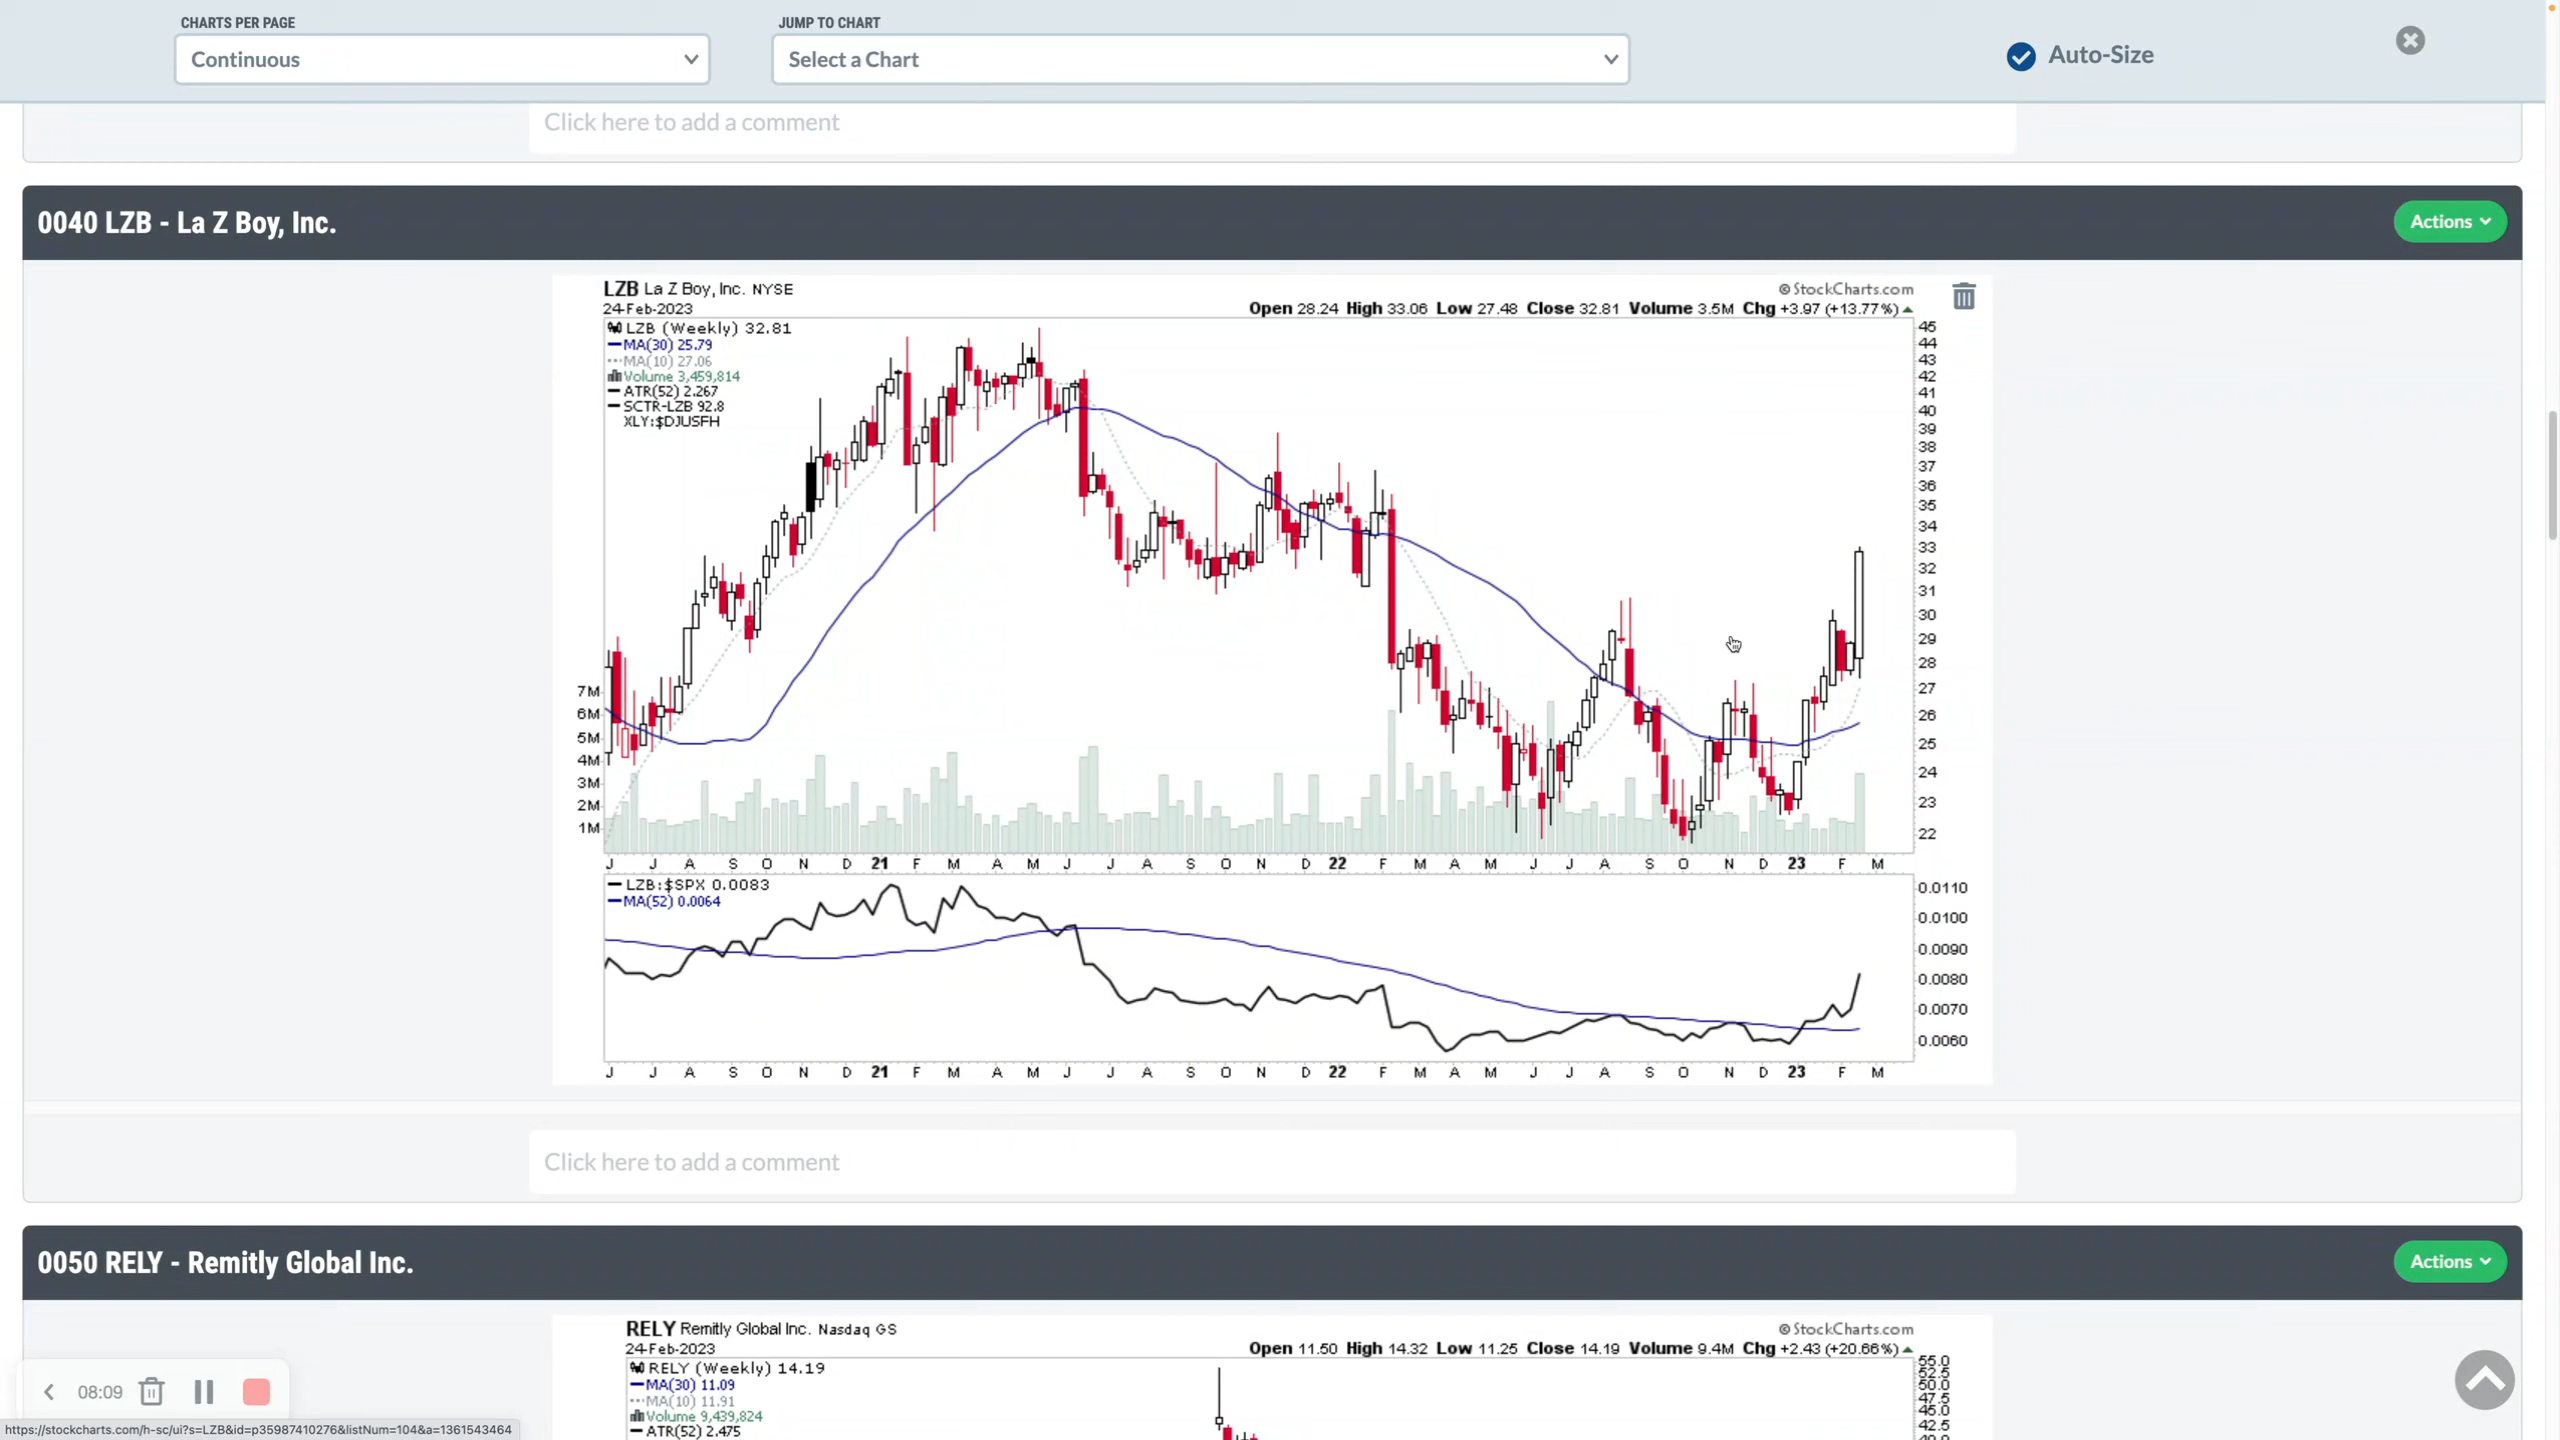 CHARTS PER PAGE
JUMP TO CHART
Continuous
Select a Chart
Auto-Size
Click here to add a comment
0040 LZB - La Z Boy, Inc.
Actions
LZB La Z Boy, Inc. NYSE
© StockCharts.com
24-Feb-2023
Open 28.24 High 33.06 Low 27.48 Close 32.81 Volume 3.5M Chg +3.97 (+13.77%)
LZB (Weekly) 32.81
MA(30) 25.79
MA(10) 27.06
Volume 3,459,814
ATR(52) 2.267
SCTR-LZB 92.8
XLY:$DJUSFH
45
44
43
42
41
40
39
38
37
36
35
34
33
32
31
30
29
28
27
26
25
24
23
22
7M
6M
5M
4M
3M
2M
1M
J J A S O N D 21 F M A M J J A S O N D 22 F M A M J J A S O N D 23 F M
LZB:$SPX 0.0083
MA(52) 0.0064
0.0110
0.0100
0.0090
0.0080
0.0070
0.0060
J J A S O N D 21 F M A M J J A S O N D 22 F M A M J J A S O N D 23 F M
Click here to add a comment
0050 RELY - Remitly Global Inc.
Actions
RELY Remitly Global Inc. Nasdaq GS
© StockCharts.com
24-Feb-2023
Open 11.50 High 14.32 Low 11.25 Close 14.19 Volume 9.4M Chg +2.43 (+20.66%)
RELY (Weekly) 14.19
MA(30) 11.09
MA(10) 11.91
Volume 9,439,824
ATR(52) 2.475
55.0
52.5
50.0
47.5
45.0
42.5
08:09
https://stockcharts.com/h-sc/ui?s=LZB&id=p35987410276&listNum=104&a=1361543464